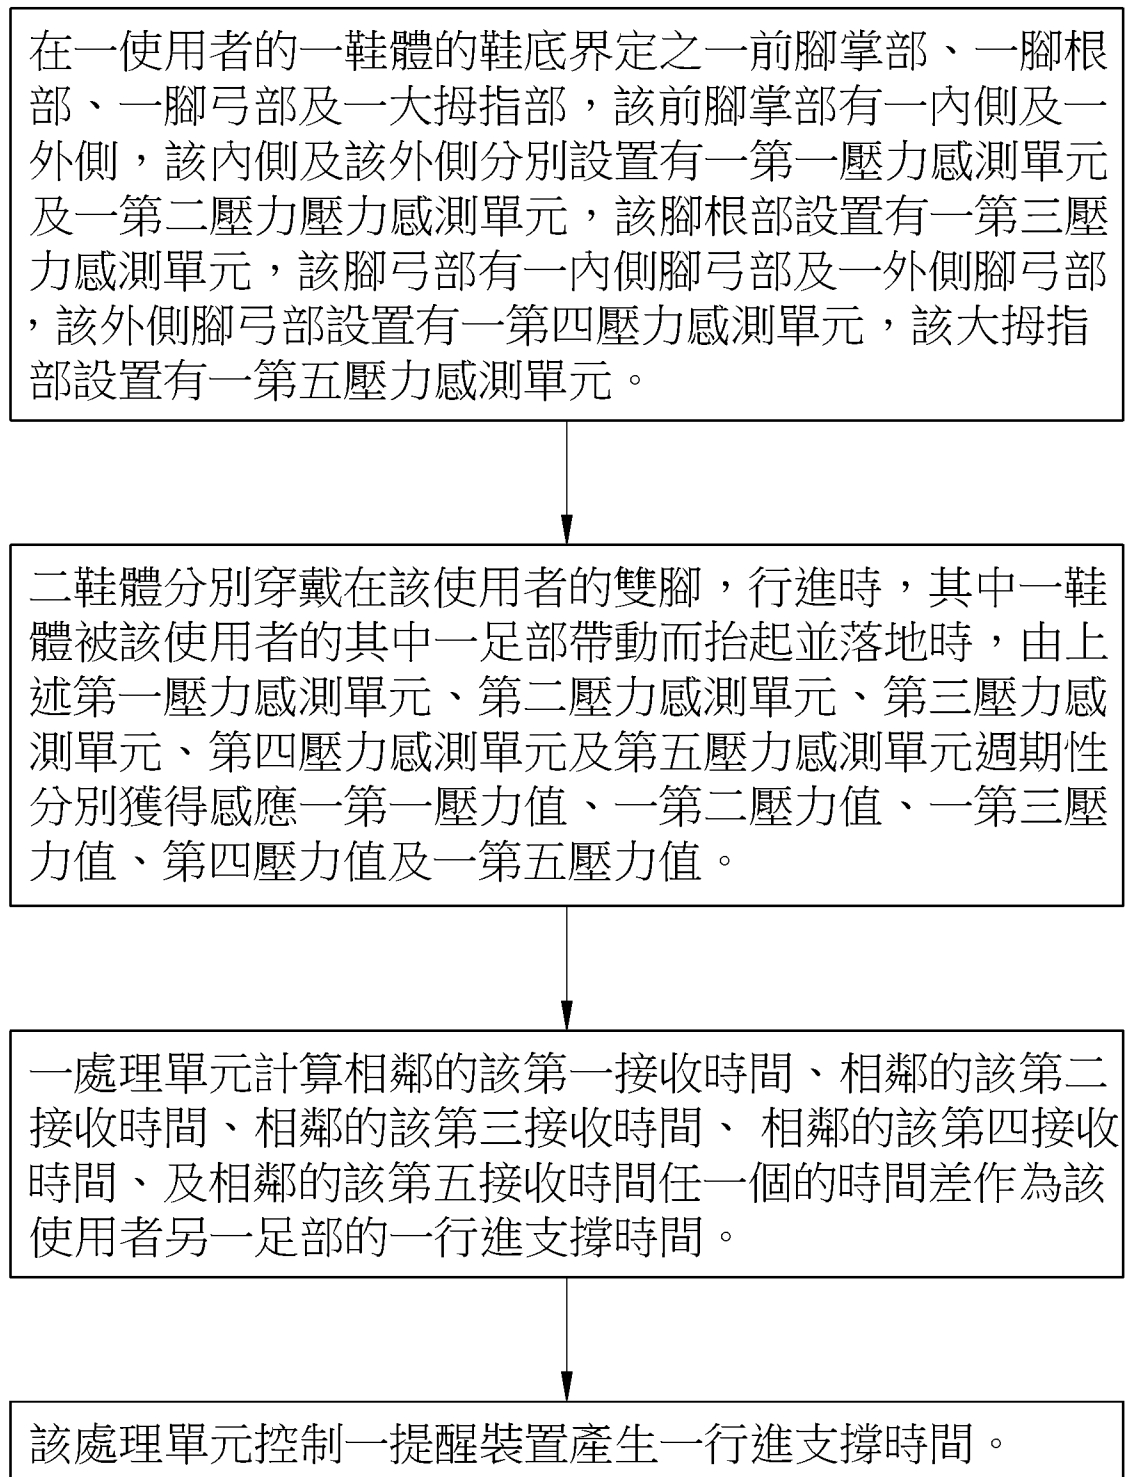 在一使用者的一鞋體的鞋底界定之一前腳掌部、一腳根
部、一腳弓部及一大拇指部，該前腳掌部有一內側及一
外側，該內側及該外側分別設置有一第一壓力感測單元
及一第二壓力壓力感測單元，該腳根部設置有一第三壓
力感測單元，該腳弓部有一內側腳弓部及一外側腳弓部
，該外側腳弓部設置有一第四壓力感測單元，該大拇指
部設置有一第五壓力感測單元。
二鞋體分別穿戴在該使用者的雙腳，行進時，其中一鞋
體被該使用者的其中一足部帶動而抬起並落地時，由上
述第一壓力感測單元、第二壓力感測單元、第三壓力感
測單元、第四壓力感測單元及第五壓力感測單元週期性
分別獲得感應一第一壓力值、一第二壓力值、一第三壓
力值、第四壓力值及一第五壓力值。
一處理單元計算相鄰的該第一接收時間、相鄰的該第二
接收時間、相鄰的該第三接收時間、 相鄰的該第四接收
時間、及相鄰的該第五接收時間任一個的時間差作為該
使用者另一足部的一行進支撐時間。
該處理單元控制一提醒裝置產生一行進支撐時間。